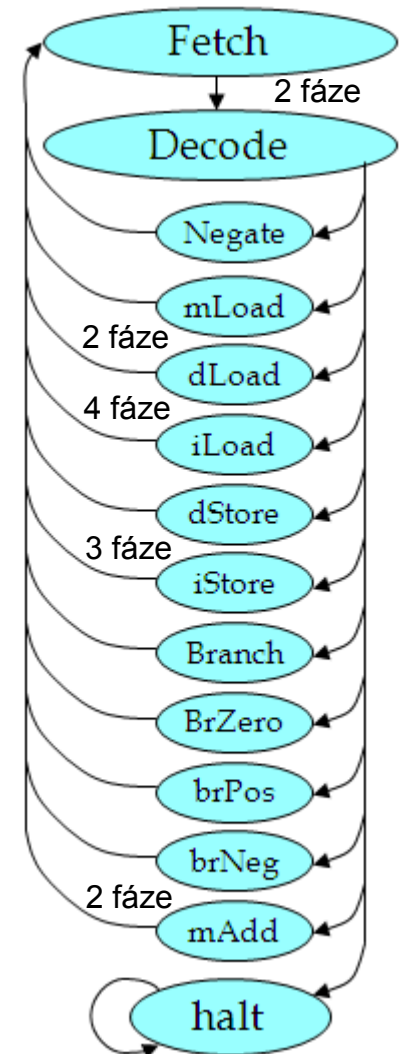 Fetch
2 fáze
Decode
Negate
mLoad
2 fáze
dLoad
4 fáze
iLoad
dStore
3 fáze
iStore
Branch
BrZero
brPos
brNeg
2 fáze
mAdd
halt